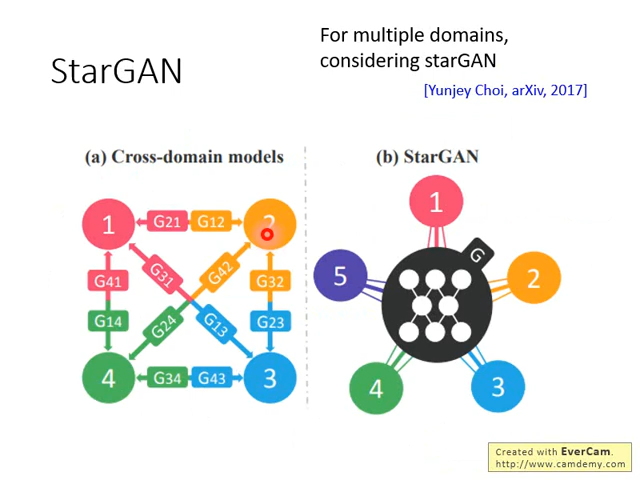 StarGAN
For multiple domains,
considering starGAN
[Yunjey Choi, arXiv, 2017]
(a) Cross-domain models
1
G21
G12
2
G41
G31
G42
G32
G14
G24
G13
G23
4
G34
G43
3
(b) StarGAN
1
G
5
2
4
3
Created with EverCam.
http://www.camdemy.com